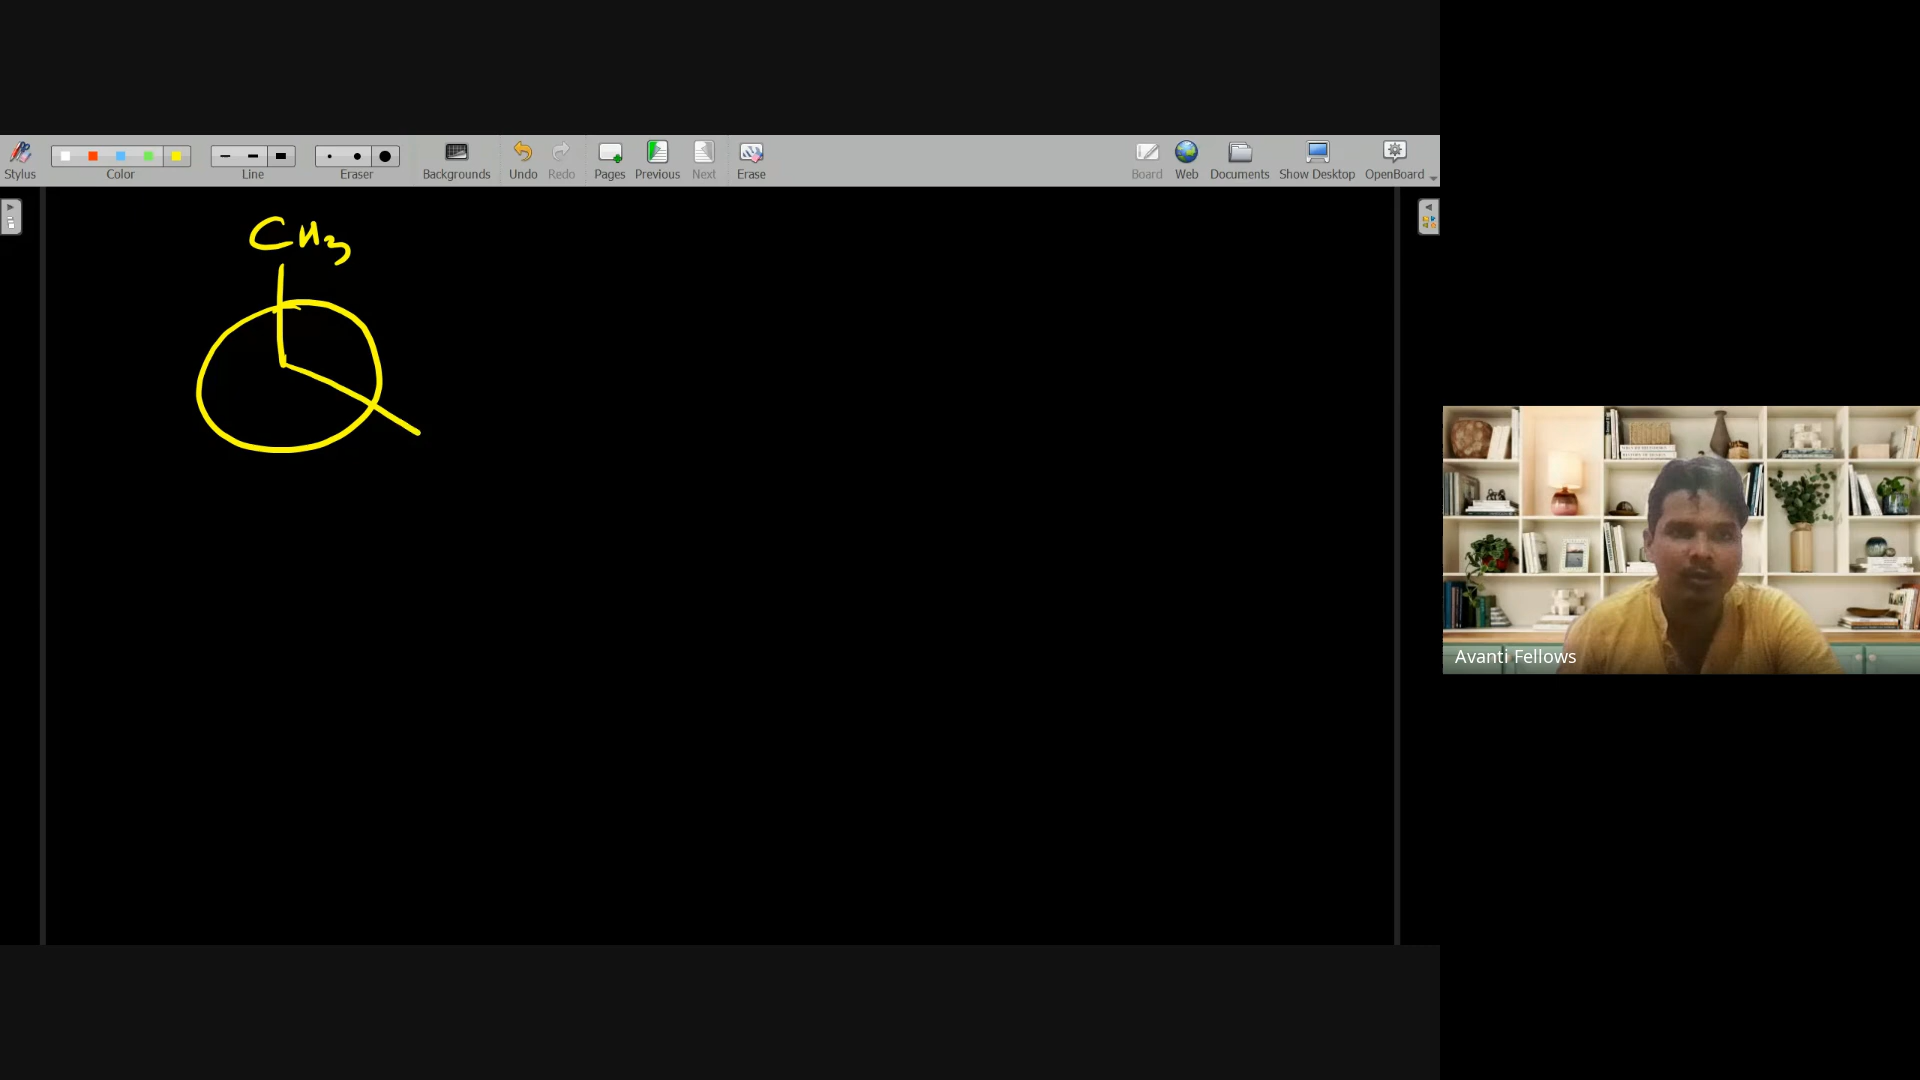 Stylus Color Line Eraser Backgrounds Undo Redo Pages Previous Next Erase Board Web Documents Show Desktop OpenBoard
CH3
Avanti Fellows